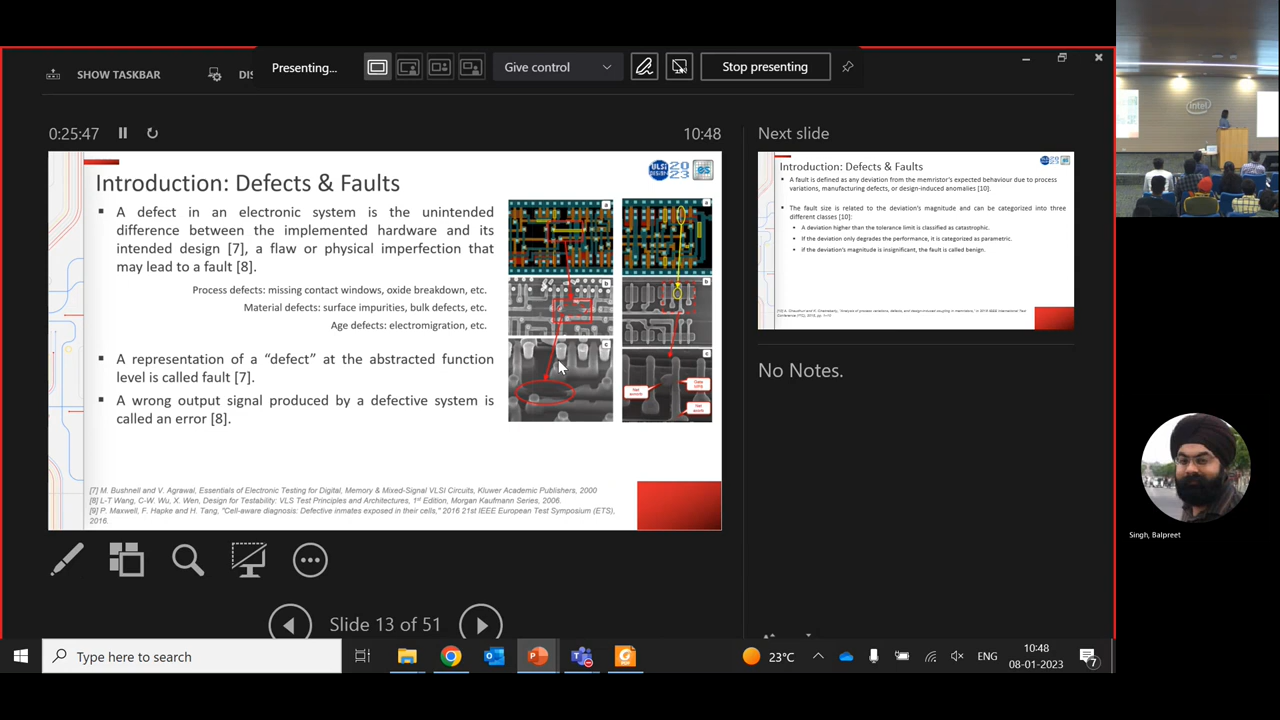 SHOW TASKBAR
DIS
Presenting...
Give control
Stop presenting
0:25:47
10:48
Next slide
VLSI
2023
Introduction: Defects & Faults
A defect in an electronic system is the unintended
difference between the implemented hardware and its
intended design [7], a flaw or physical imperfection that
may lead to a fault [8].
Process defects: missing contact windows, oxide breakdown, etc.
Material defects: surface impurities, bulk defects, etc.
Age defects: electromigration, etc.
A representation of a “defect” at the abstracted function
level is called fault [7].
A wrong output signal produced by a defective system is
called an error [8].
a
b
c
a
b
c
[7] M. Bushnell and V. Agrawal, Essentials of Electronic Testing for Digital, Memory & Mixed-Signal VLSI Circuits, Kluwer Academic Publishers, 2000
[8] L-T Wang, C-W. Wu, X. Wen, Design for Testability: VLS Test Principles and Architectures, 1st Edition, Morgan Kaufmann Series, 2006.
[9] P. Maxwell, F. Hapke and H. Tang, "Cell-aware diagnosis: Defective inmates exposed in their cells," 2016 21st IEEE European Test Symposium (ETS),
2016.
Introduction: Defects & Faults
A fault is defined as any deviation from the memristor's expected behaviour due to process
variations, manufacturing defects, or design-induced anomalies [10].
The fault size is related to the deviation's magnitude and can be categorized into three
different classes [10]:
A deviation higher than the tolerance limit is classified as catastrophic.
If the deviation only degrades the performance, it is categorized as parametric.
if the deviation's magnitude is insignificant, the fault is called benign.
No Notes.
Slide 13 of 51
intel
Singh, Balpreet
Type here to search
23°C
ENG
10:48
08-01-2023
7